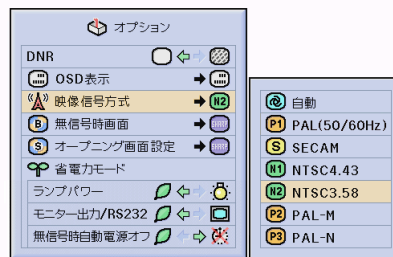 オプション
DNR
OSD表示
映像信号方式 N2
B 無信号時画面
S オープニング画面設定
省電力モード
ランプパワー
モニター出力/RS232
無信号時自動電源オフ
自動
P1 PAL(50/60Hz)
S SECAM
N1 NTSC4.43
N2 NTSC3.58
P2 PAL-M
P3 PAL-N